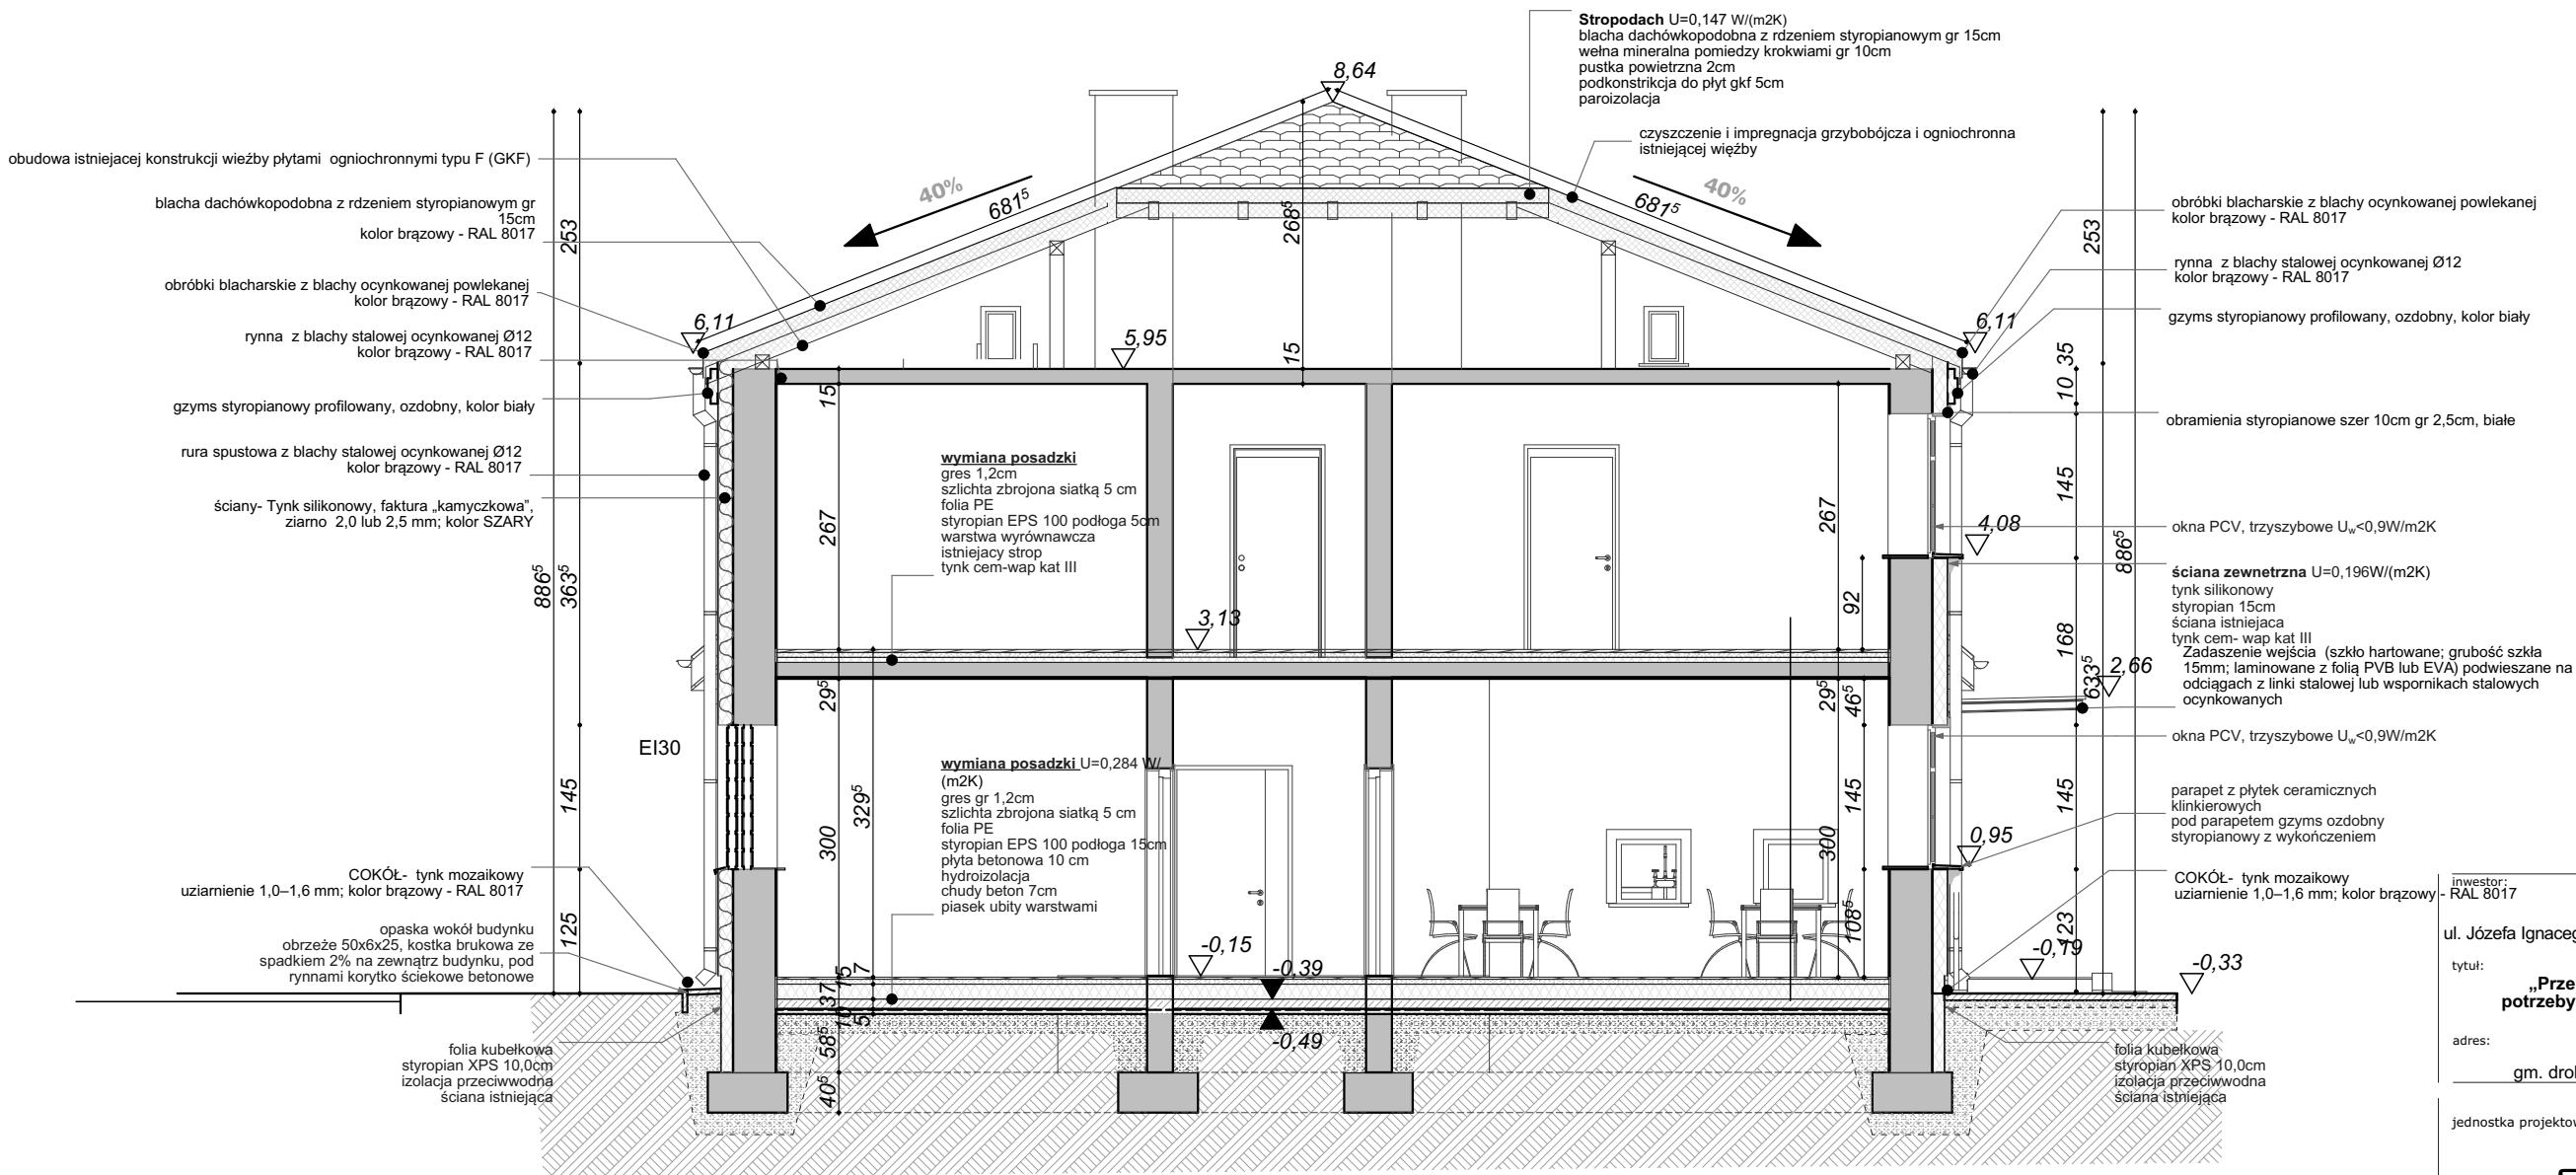 Stropodach U=0,147 W/(m2K)
blacha dachówkopodobna z rdzeniem styropianowym gr 15cm
wełna mineralna pomiedzy krokwiami gr 10cm
pustka powietrzna 2cm
podkonstrikcja do płyt gkf 5cm
paroizolacja
czyszczenie i impregnacja grzybobójcza i ogniochronna
istniejącej więźby
8,64
40%
40%
681⁵
681⁵
268⁵
15
obudowa istniejacej konstrukcji wieźby płytami ogniochronnymi typu F (GKF)
blacha dachówkopodobna z rdzeniem styropianowym gr
15cm
kolor brązowy - RAL 8017
obróbki blacharskie z blachy ocynkowanej powlekanej
kolor brązowy - RAL 8017
rynna z blachy stalowej ocynkowanej Ø12
kolor brązowy - RAL 8017
gzyms styropianowy profilowany, ozdobny, kolor biały
rura spustowa z blachy stalowej ocynkowanej Ø12
kolor brązowy - RAL 8017
ściany- Tynk silikonowy, faktura „kamyczkowa”,
ziarno 2,0 lub 2,5 mm; kolor SZARY
EI30
COKÓŁ- tynk mozaikowy
uziarnienie 1,0–1,6 mm; kolor brązowy - RAL 8017
opaska wokół budynku
obrzeże 50x6x25, kostka brukowa ze
spadkiem 2% na zewnątrz budynku, pod
rynnami korytko ściekowe betonowe
folia kubełkowa
styropian XPS 10,0cm
izolacja przeciwwodna
ściana istniejąca
253
886⁵
363⁵
145
125
6,11
5,95
15
267
29⁵
300
329⁵
15
17
37
10
5
58⁵
40⁵
wymiana posadzki
gres 1,2cm
szlichta zbrojona siatką 5 cm
folia PE
styropian EPS 100 podłoga 5cm
warstwa wyrównawcza
istniejacy strop
tynk cem-wap kat III
3,13
wymiana posadzki U=0,284 W/
(m2K)
gres gr 1,2cm
szlichta zbrojona siatką 5 cm
folia PE
styropian EPS 100 podłoga 15cm
płyta betonowa 10 cm
hydroizolacja
chudy beton 7cm
piasek ubity warstwami
-0,15
-0,39
-0,49
267
92
29⁵
46⁵
145
300
108⁵
6,11
253
10 35
145
4,08
886⁵
168
633⁵
2,66
145
0,95
123
-0,19
-0,33
obróbki blacharskie z blachy ocynkowanej powlekanej
kolor brązowy - RAL 8017
rynna z blachy stalowej ocynkowanej Ø12
kolor brązowy - RAL 8017
gzyms styropianowy profilowany, ozdobny, kolor biały
obramienia styropianowe szer 10cm gr 2,5cm, białe
okna PCV, trzyszybowe Uw<0,9W/m2K
ściana zewnetrzna U=0,196W/(m2K)
tynk silikonowy
styropian 15cm
ściana istniejaca
tynk cem- wap kat III
Zadaszenie wejścia (szkło hartowane; grubość szkła
15mm; laminowane z folią PVB lub EVA) podwieszane na
odciągach z linki stalowej lub wspornikach stalowych
ocynkowanych
okna PCV, trzyszybowe Uw<0,9W/m2K
parapet z płytek ceramicznych
klinkierowych
pod parapetem gzyms ozdobny
styropianowy z wykończeniem
COKÓŁ- tynk mozaikowy
uziarnienie 1,0–1,6 mm; kolor brązowy - RAL 8017
folia kubełkowa
styropian XPS 10,0cm
izolacja przeciwwodna
ściana istniejąca
inwestor:
ul. Józefa Ignaceg
tytuł:
„Prze
potrzeby
adres:
gm. drol
jednostka projektow